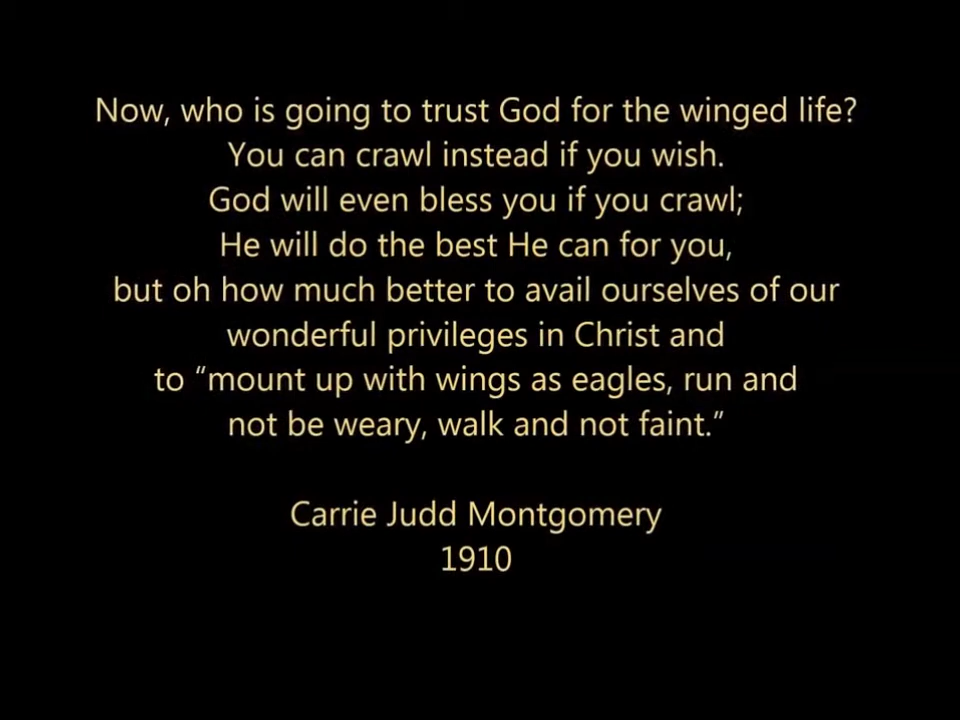 Now, who is going to trust God for the winged life?
You can crawl instead if you wish.
God will even bless you if you crawl;
He will do the best He can for you,
but oh how much better to avail ourselves of our
wonderful privileges in Christ and
to “mount up with wings as eagles, run and
not be weary, walk and not faint.”
Carrie Judd Montgomery
1910